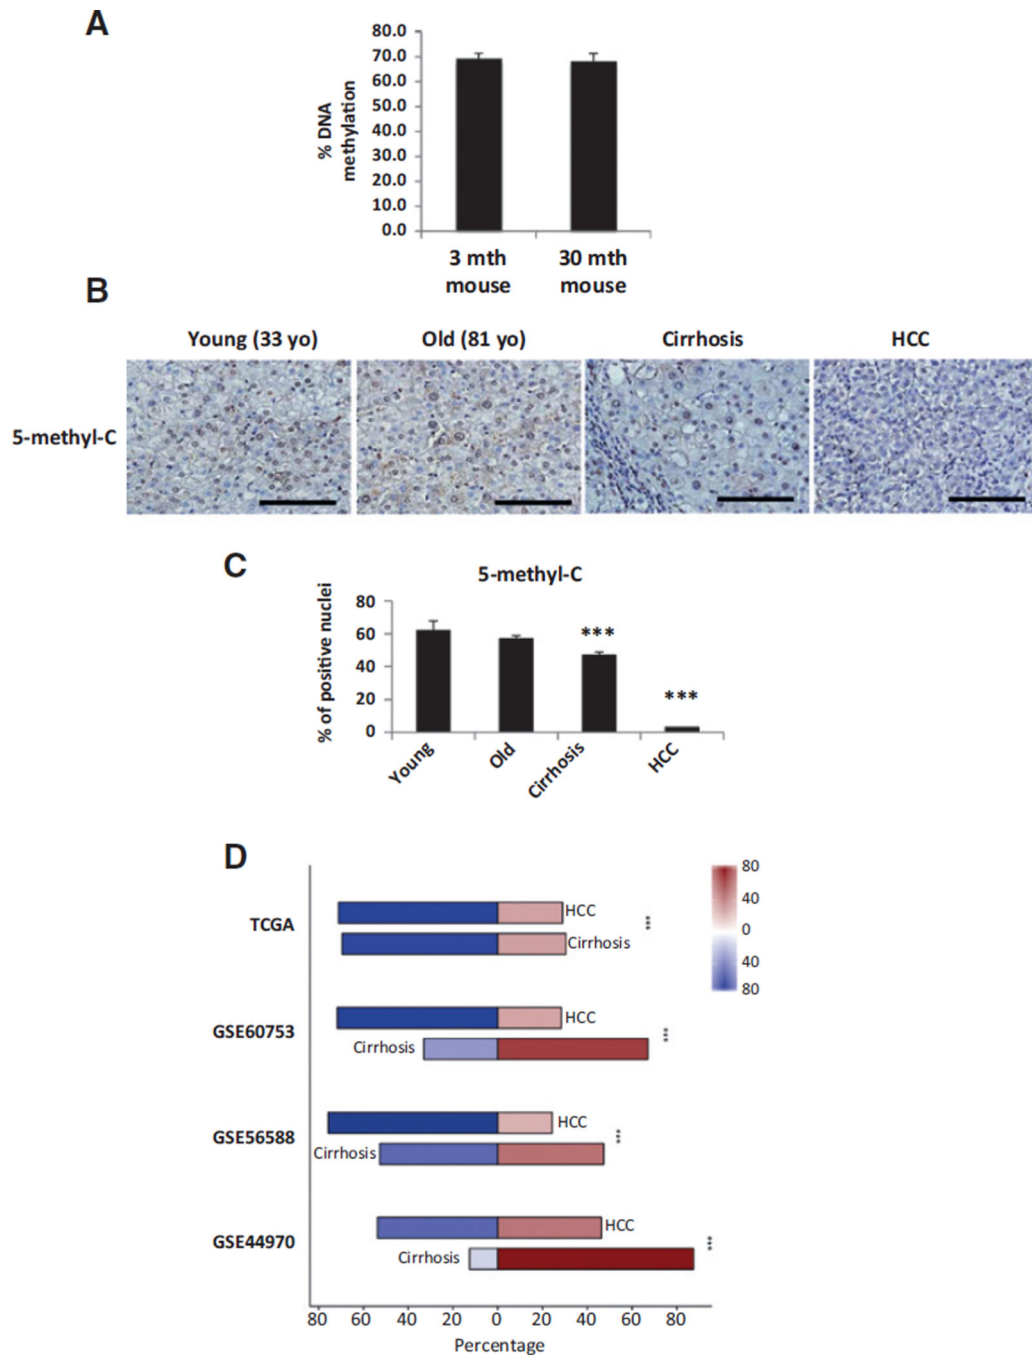 A
80.0
70.0
60.0
50.0
40.0
30.0
20.0
10.0
0.0
% DNA
methylation
3 mth
mouse
30 mth
mouse
B
Young (33 yo)
Old (81 yo)
Cirrhosis
HCC
5-methyl-C
C
5-methyl-C
% of positive nuclei
80
60
40
20
0
***
***
Young
Old
Cirrhosis
HCC
D
TCGA
HCC
Cirrhosis
***
GSE60753
HCC
Cirrhosis
***
GSE56588
HCC
Cirrhosis
***
GSE44970
HCC
Cirrhosis
***
80
40
0
40
80
80 60 40 20 0 20 40 60 80
Percentage